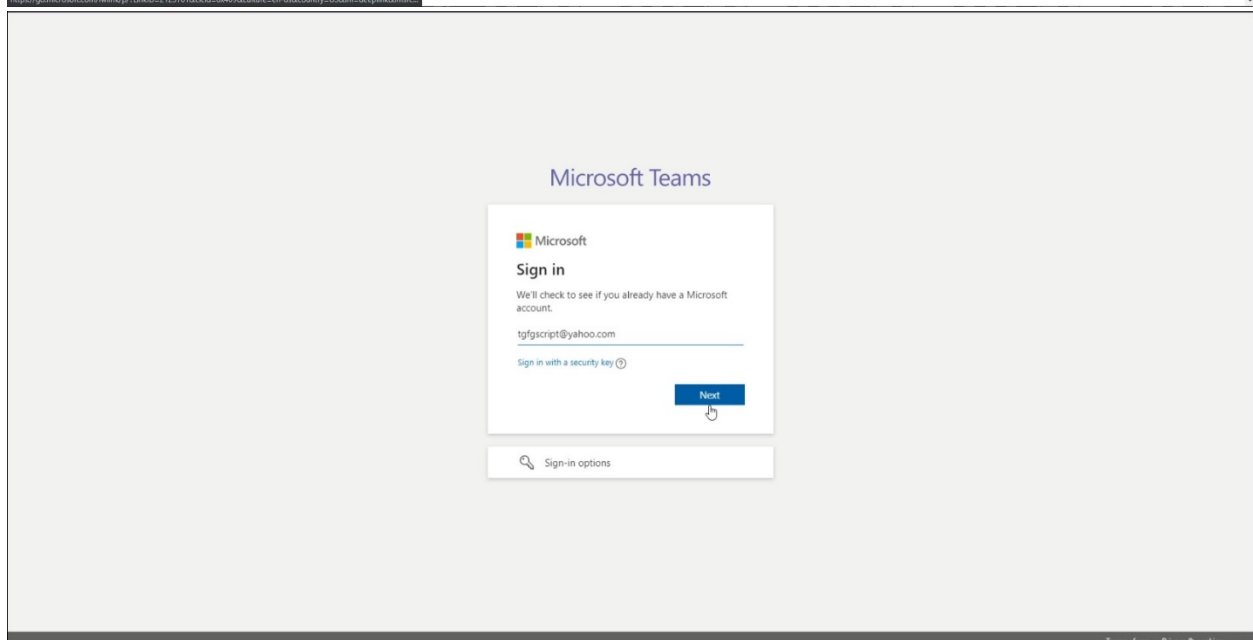 Microsoft Teams
Microsoft
Sign in
We'll check to see if you already have a Microsoft
account.
tgfgscript@yahoo.com
Sign in with a security key
Next
Sign-in options